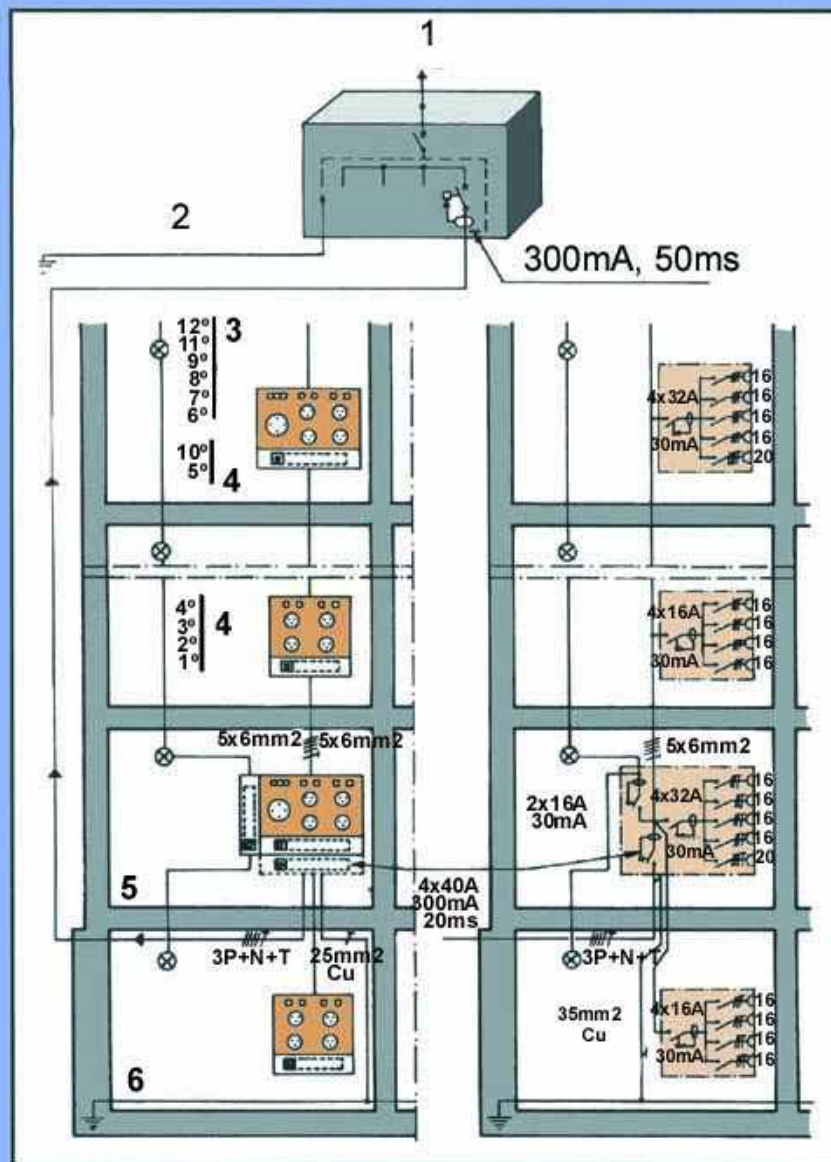 1
2
300mA, 50ms
12º
11º
9º
8º
7º
6º
3
10º
5º
4
4x32A
30mA
16
16
16
16
20
4º
3º
2º
1º
4
4x16A
30mA
16
16
16
16
5x6mm2
5x6mm2
5x6mm2
2x16A
30mA
4x32A
30mA
16
16
16
16
20
5
4x40A
300mA
20ms
3P+N+T
25mm2
Cu
3P+N+T
35mm2
Cu
4x16A
30mA
16
16
16
16
6